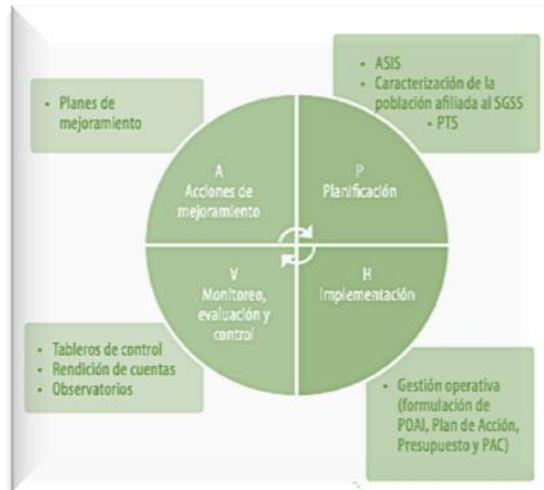 • Planes de
mejoramiento
• ASIS
• Caracterización de la
población afiliada al SGSS
• PTS
A
Acciones de
mejoramiento
P
Planificación
V
Monitoreo,
evaluación y
control
H
Implementación
• Tableros de control
• Rendición de cuentas
• Observatorios
• Gestión operativa
(formulación de
POAI, Plan de Acción,
Presupuesto y PAC)